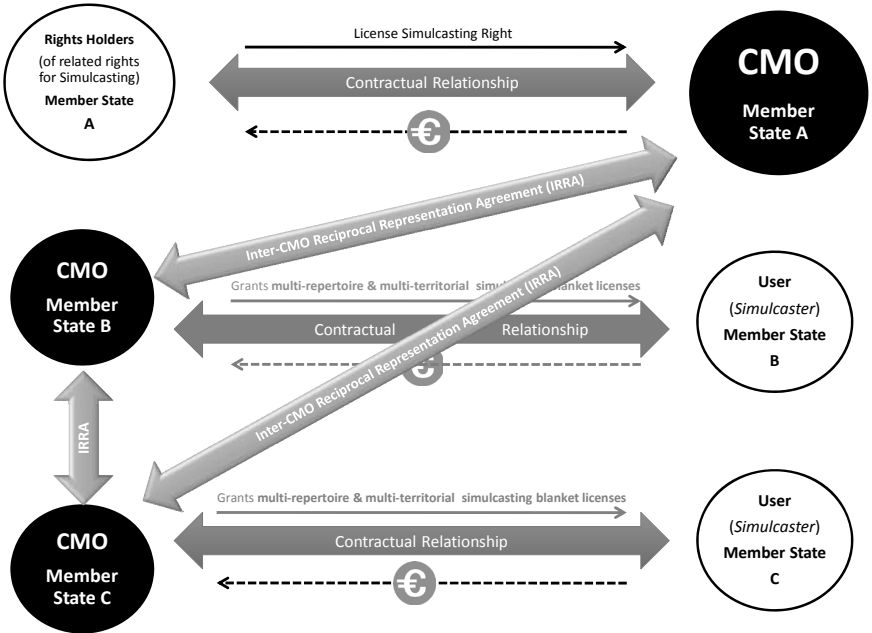 Rights Holders
(of related rights
for Simulcasting)
Member State
A
License Simulcasting Right
Contractual Relationship
€
CMO
Member
State A
Inter-CMO Reciprocal Representation Agreement (IRRA)
CMO
Member
State B
Grants multi-repertoire & multi-territorial simulcasting blanket licenses
Contractual Relationship
€
Inter-CMO Reciprocal Representation Agreement (IRRA)
User
(Simulcaster)
Member State
B
IRRA
CMO
Member
State C
Grants multi-repertoire & multi-territorial simulcasting blanket licenses
Contractual Relationship
€
User
(Simulcaster)
Member State
C